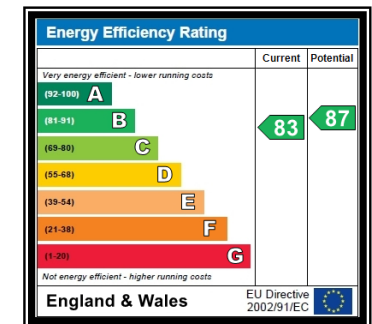 Energy Efficiency Rating
Current Potential
Very energy efficient - lower running costs
(92-100) A
(81-91) B
83
87
(69-80) C
(55-68) D
(39-54) E
(21-38) F
(1-20) G
Not energy efficient - higher running costs
England & Wales
EU Directive
2002/91/EC